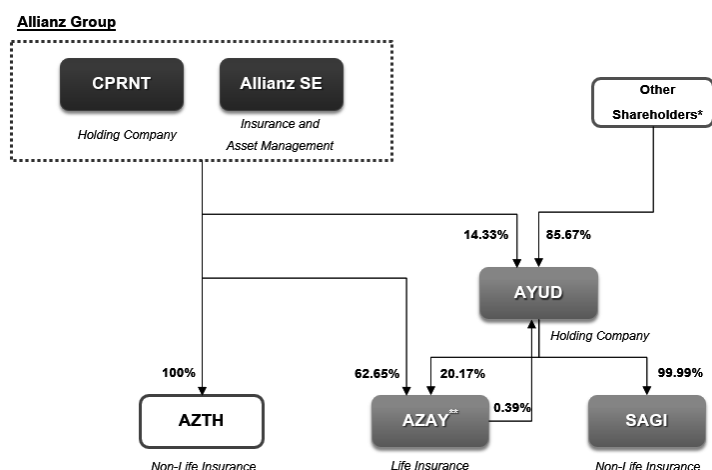 Allianz Group
CPRNT
Allianz SE
Holding Company
Insurance and
Asset Management
Other
Shareholders*
14.33%
85.67%
AYUD
Holding Company
100%
62.65%
20.17%
0.39%
99.99%
AZTH
AZAY**
SAGI
Non-Life Insurance
Life Insurance
Non-Life Insurance